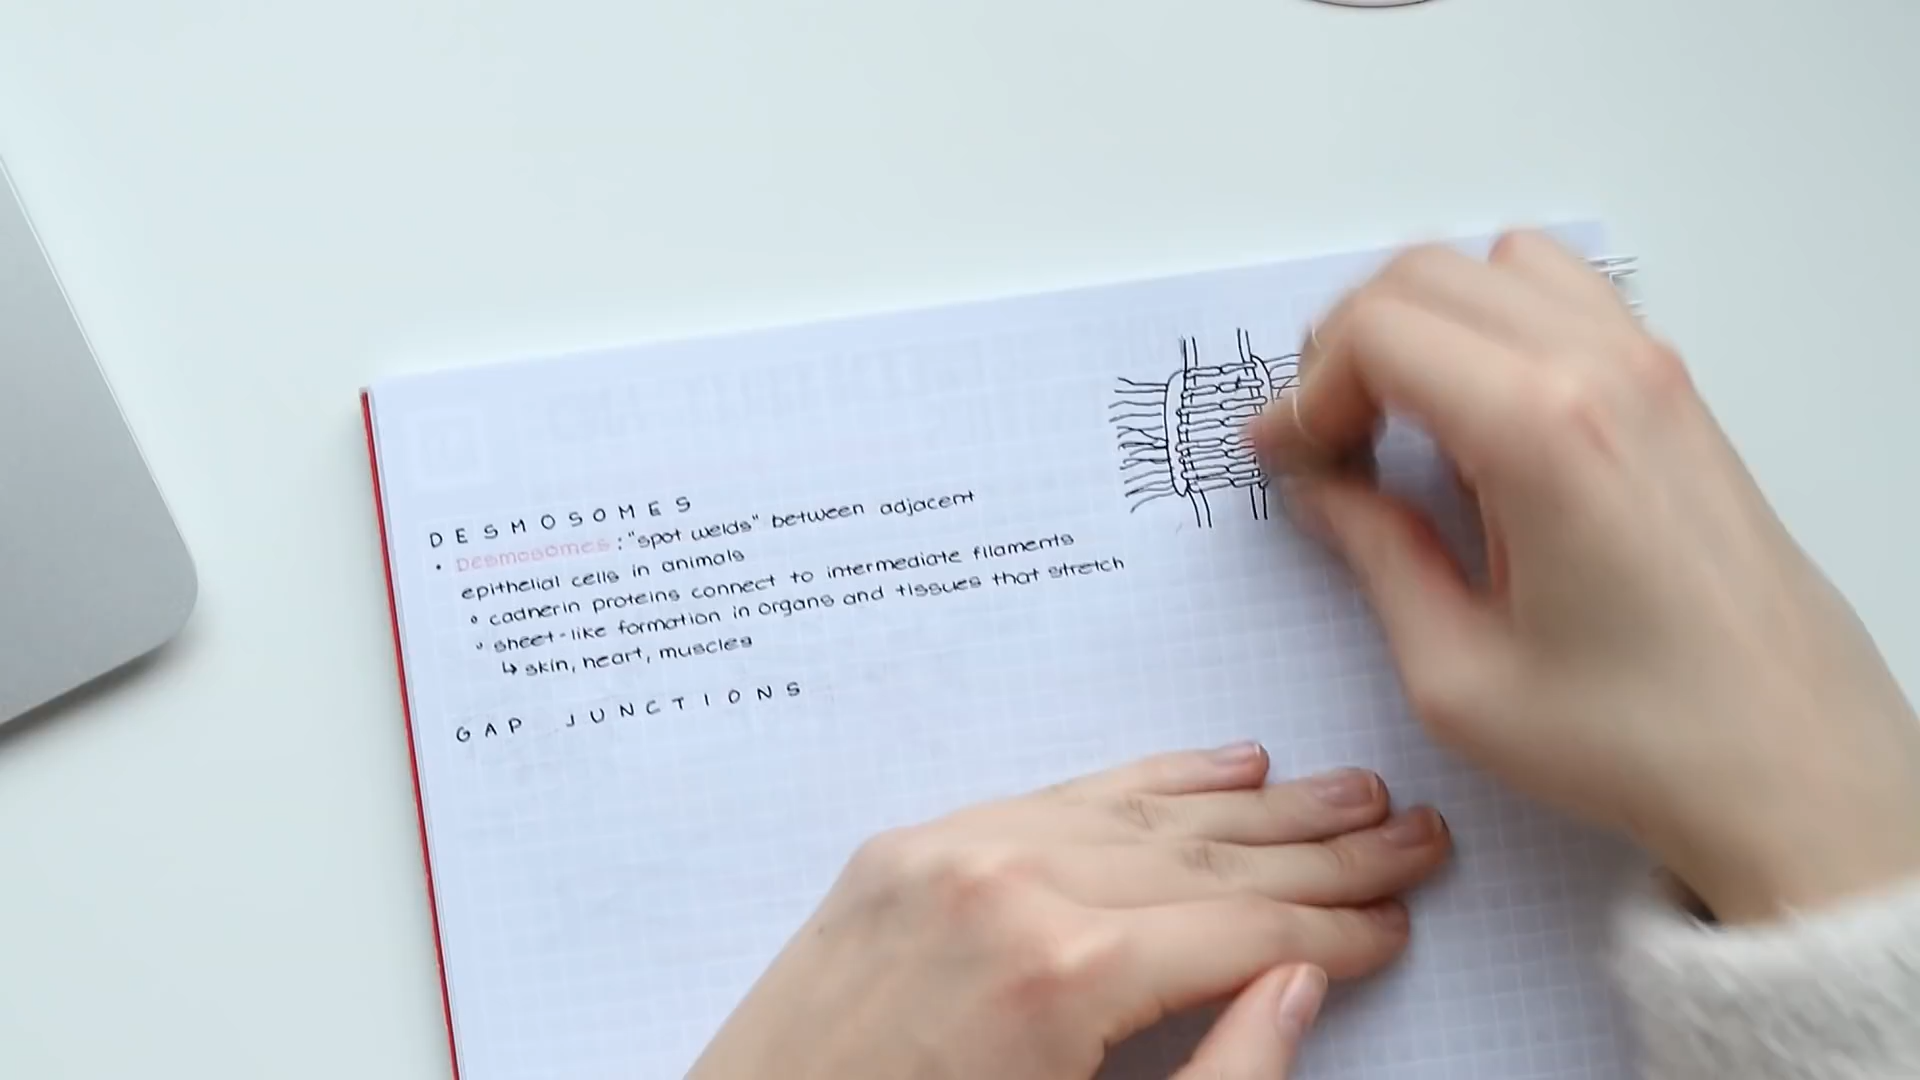 DESMOSOMES
• Desmosomes: "spot welds" between adjacent
epithelial cells in animals
° cadherin proteins connect to intermediate filaments
° sheet-like formation in organs and tissues that stretch
↳ skin, heart, muscles
GAP JUNCTIONS